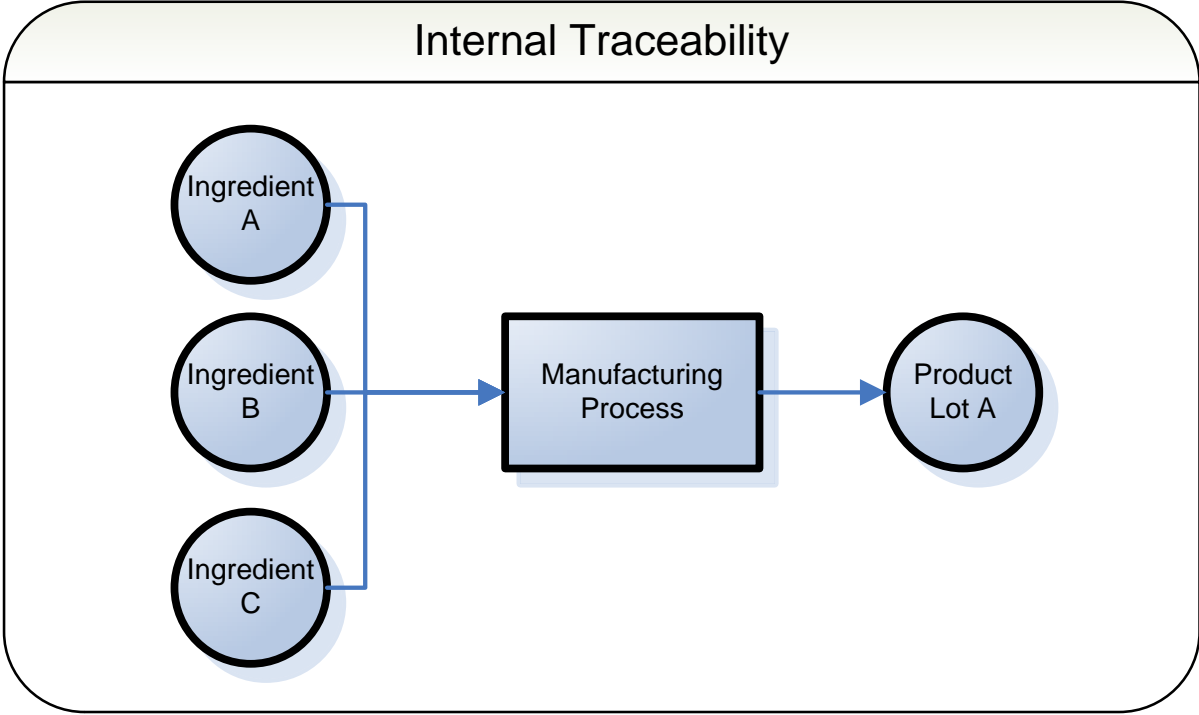 Internal Traceability
Ingredient
A
Ingredient
B
Manufacturing
Process
Product
Lot A
Ingredient
C